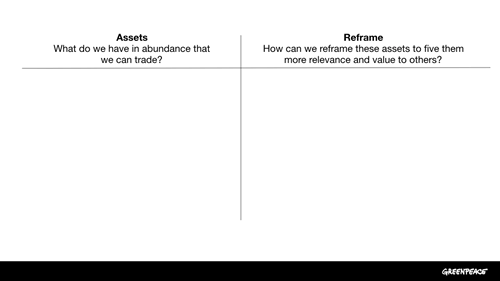 Assets
What do we have in abundance that
we can trade?
Reframe
How can we reframe these assets to five them
more relevance and value to others?
GREENPEACE